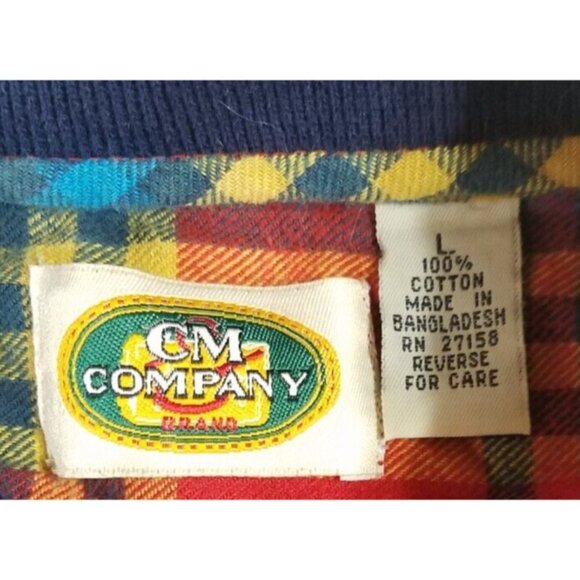 CM
COMPANY
BRAND
L
100%
COTTON
MADE IN
BANGLADESH
RN 27158
REVERSE
FOR CARE